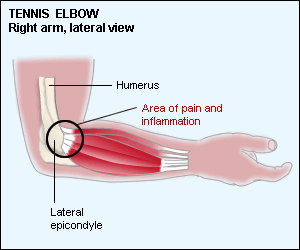 TENNIS ELBOW
Right arm, lateral view
Humerus
Area of pain and
inflammation
Lateral
epicondyle